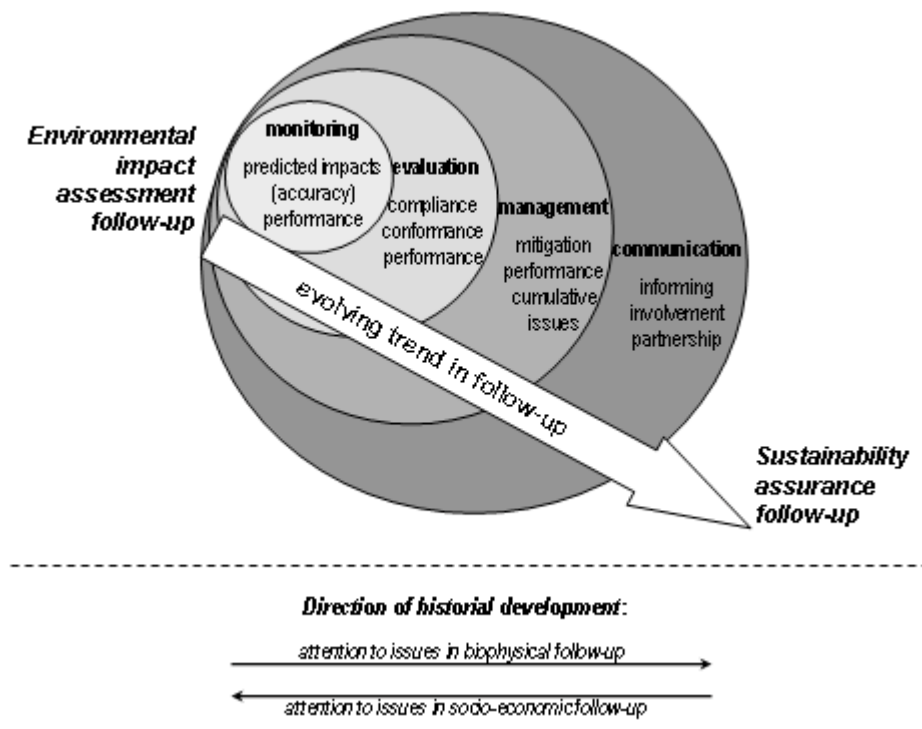 Environmental
impact
assessment
follow-up
monitoring
predicted impacts
(accuracy)
performance
evaluation
compliance
conformance
performance
management
mitigation
performance
cumulative
issues
communication
informing
involvement
partnership
evolving trend in follow-up
Sustainability
assurance
follow-up
Direction of historial development:
attention to issues in biophysical follow-up
attention to issues in socio-economic follow-up